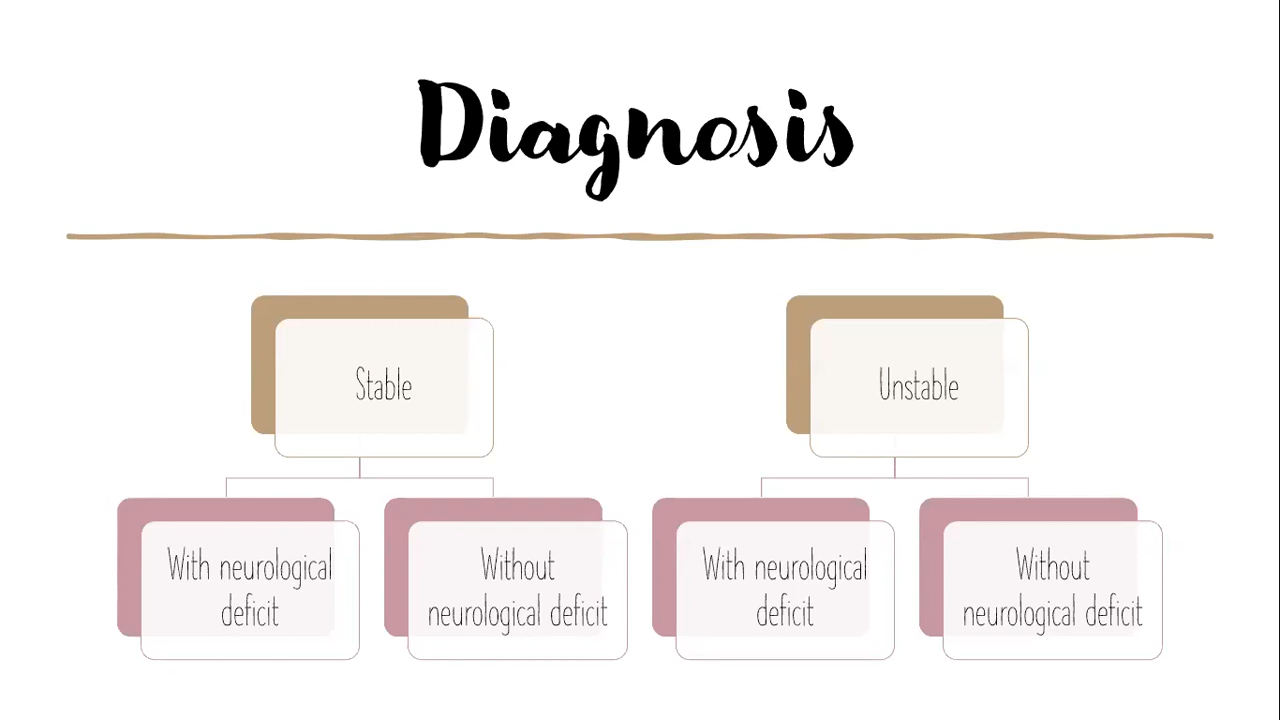 Diagnosis
Stable
Unstable
With neurological
deficit
Without
neurological deficit
With neurological
deficit
Without
neurological deficit